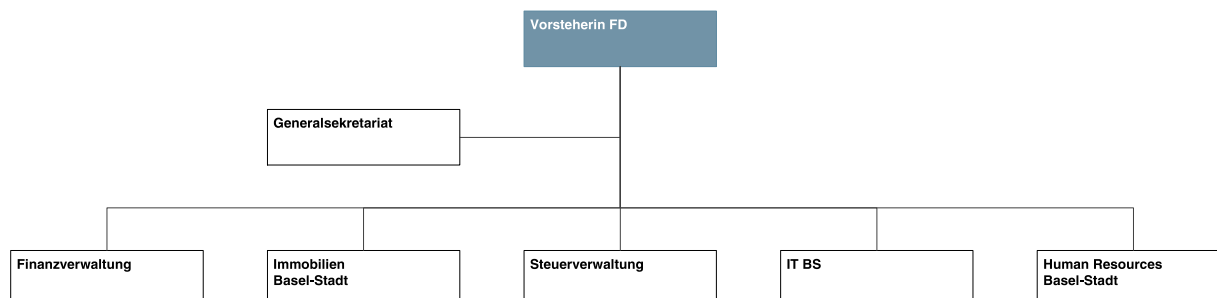 Vorsteherin FD
Generalsekretariat
Finanzverwaltung
Immobilien
Basel-Stadt
Steuerverwaltung
IT BS
Human Resources
Basel-Stadt